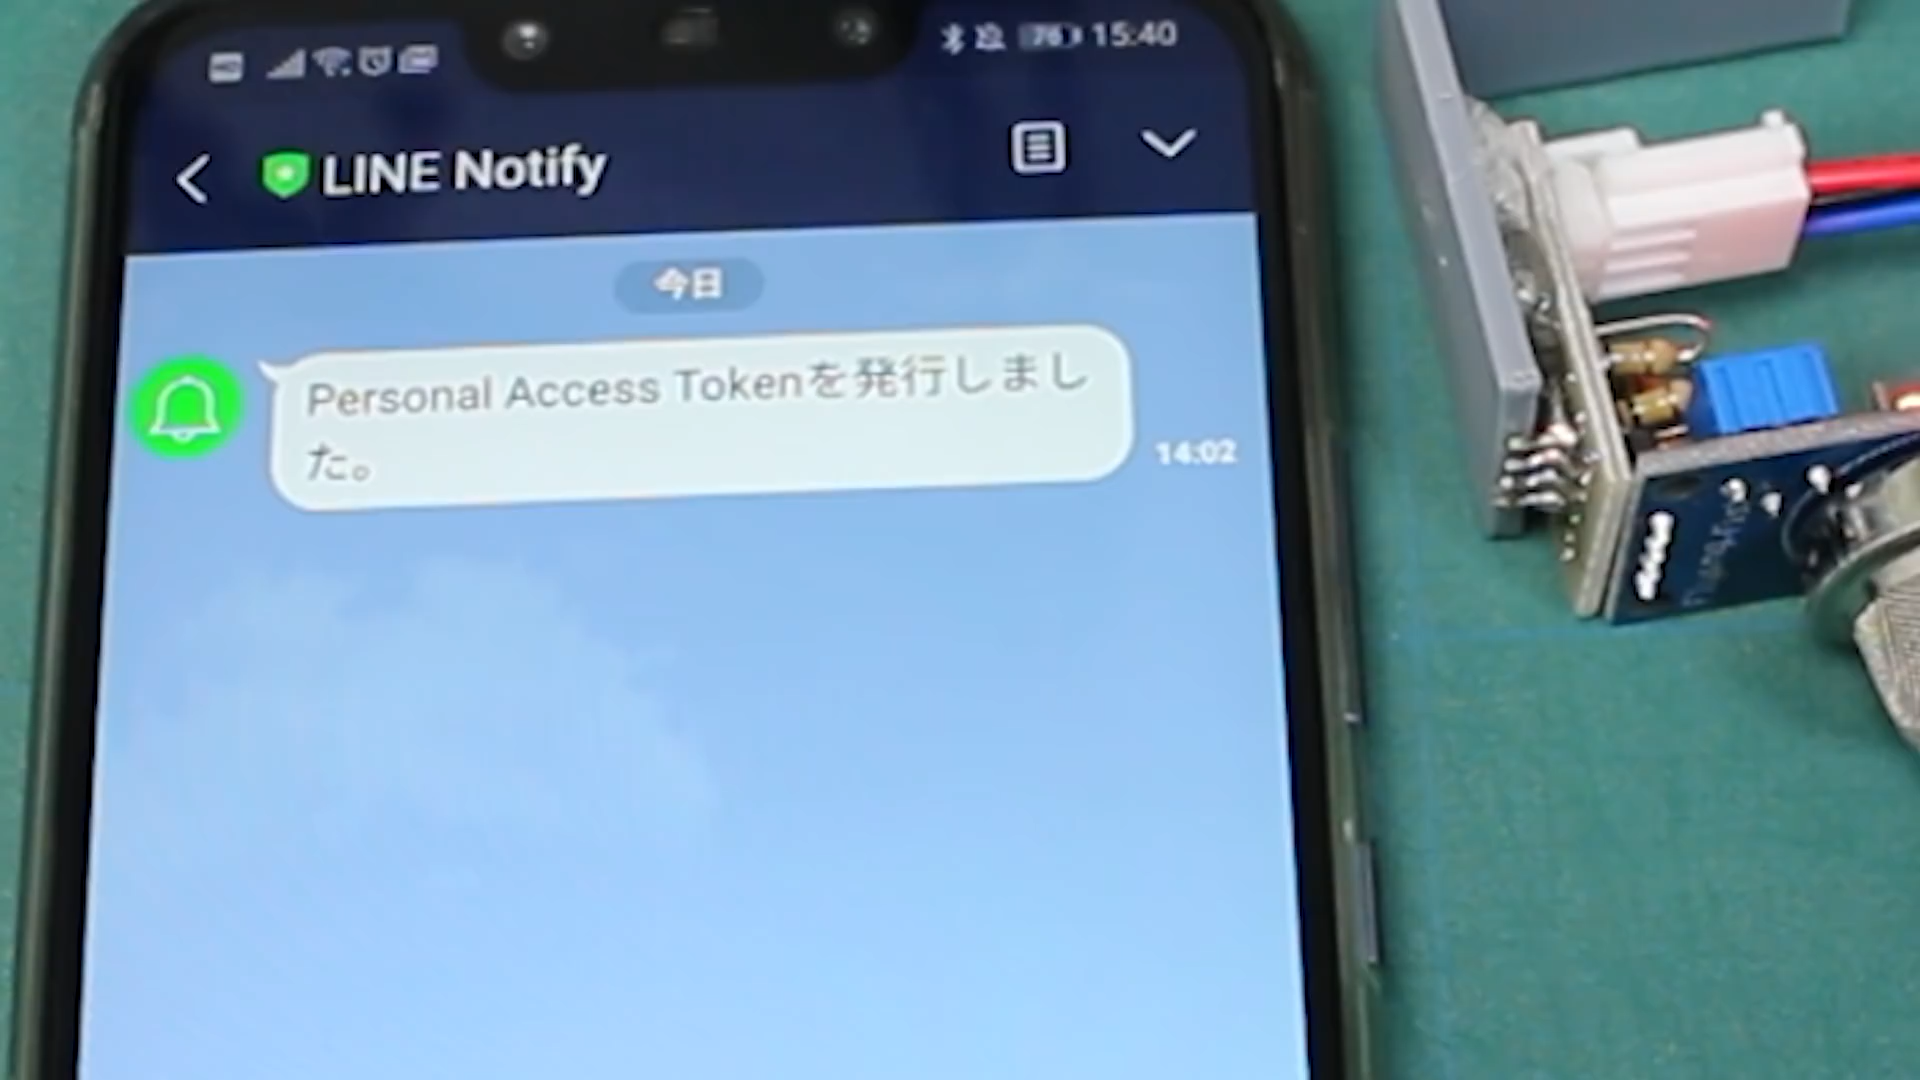 15:40
LINE Notify
今日
Personal Access Tokenを発行しまし
た。
14:02